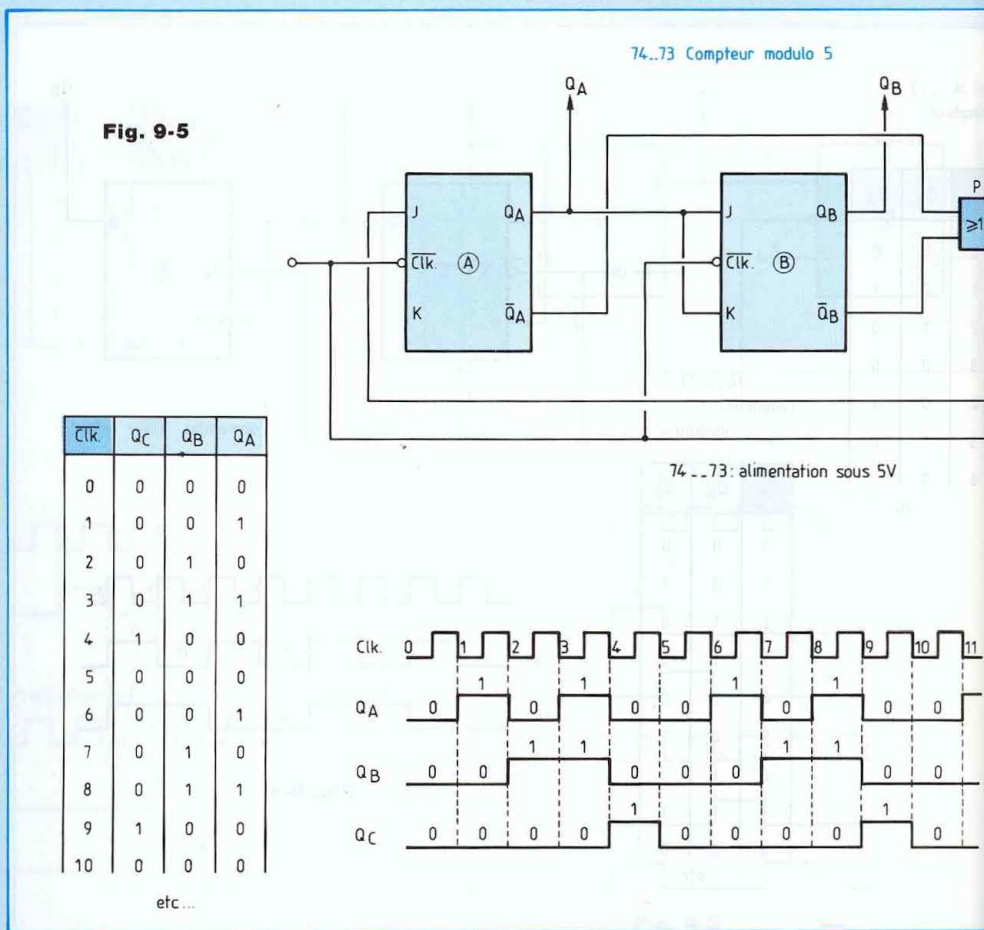 74__73 Compteur modulo 5
Fig. 9-5
QA
QB
J QA
Clk. A
K Q̅A
J QB
Clk. B
K Q̅B
P
≥1
74__73: alimentation sous 5V
Clk. QC QB QA
0 0 0 0
1 0 0 1
2 0 1 0
3 0 1 1
4 1 0 0
5 0 0 0
6 0 0 1
7 0 1 0
8 0 1 1
9 1 0 0
10 0 0 0
etc...
Clk. 0 1 2 3 4 5 6 7 8 9 10 11
QA 0 1 0 1 0 0 1 0 1 0 0
QB 0 0 1 1 0 0 0 1 1 0 0
QC 0 0 0 0 1 0 0 0 0 1 0